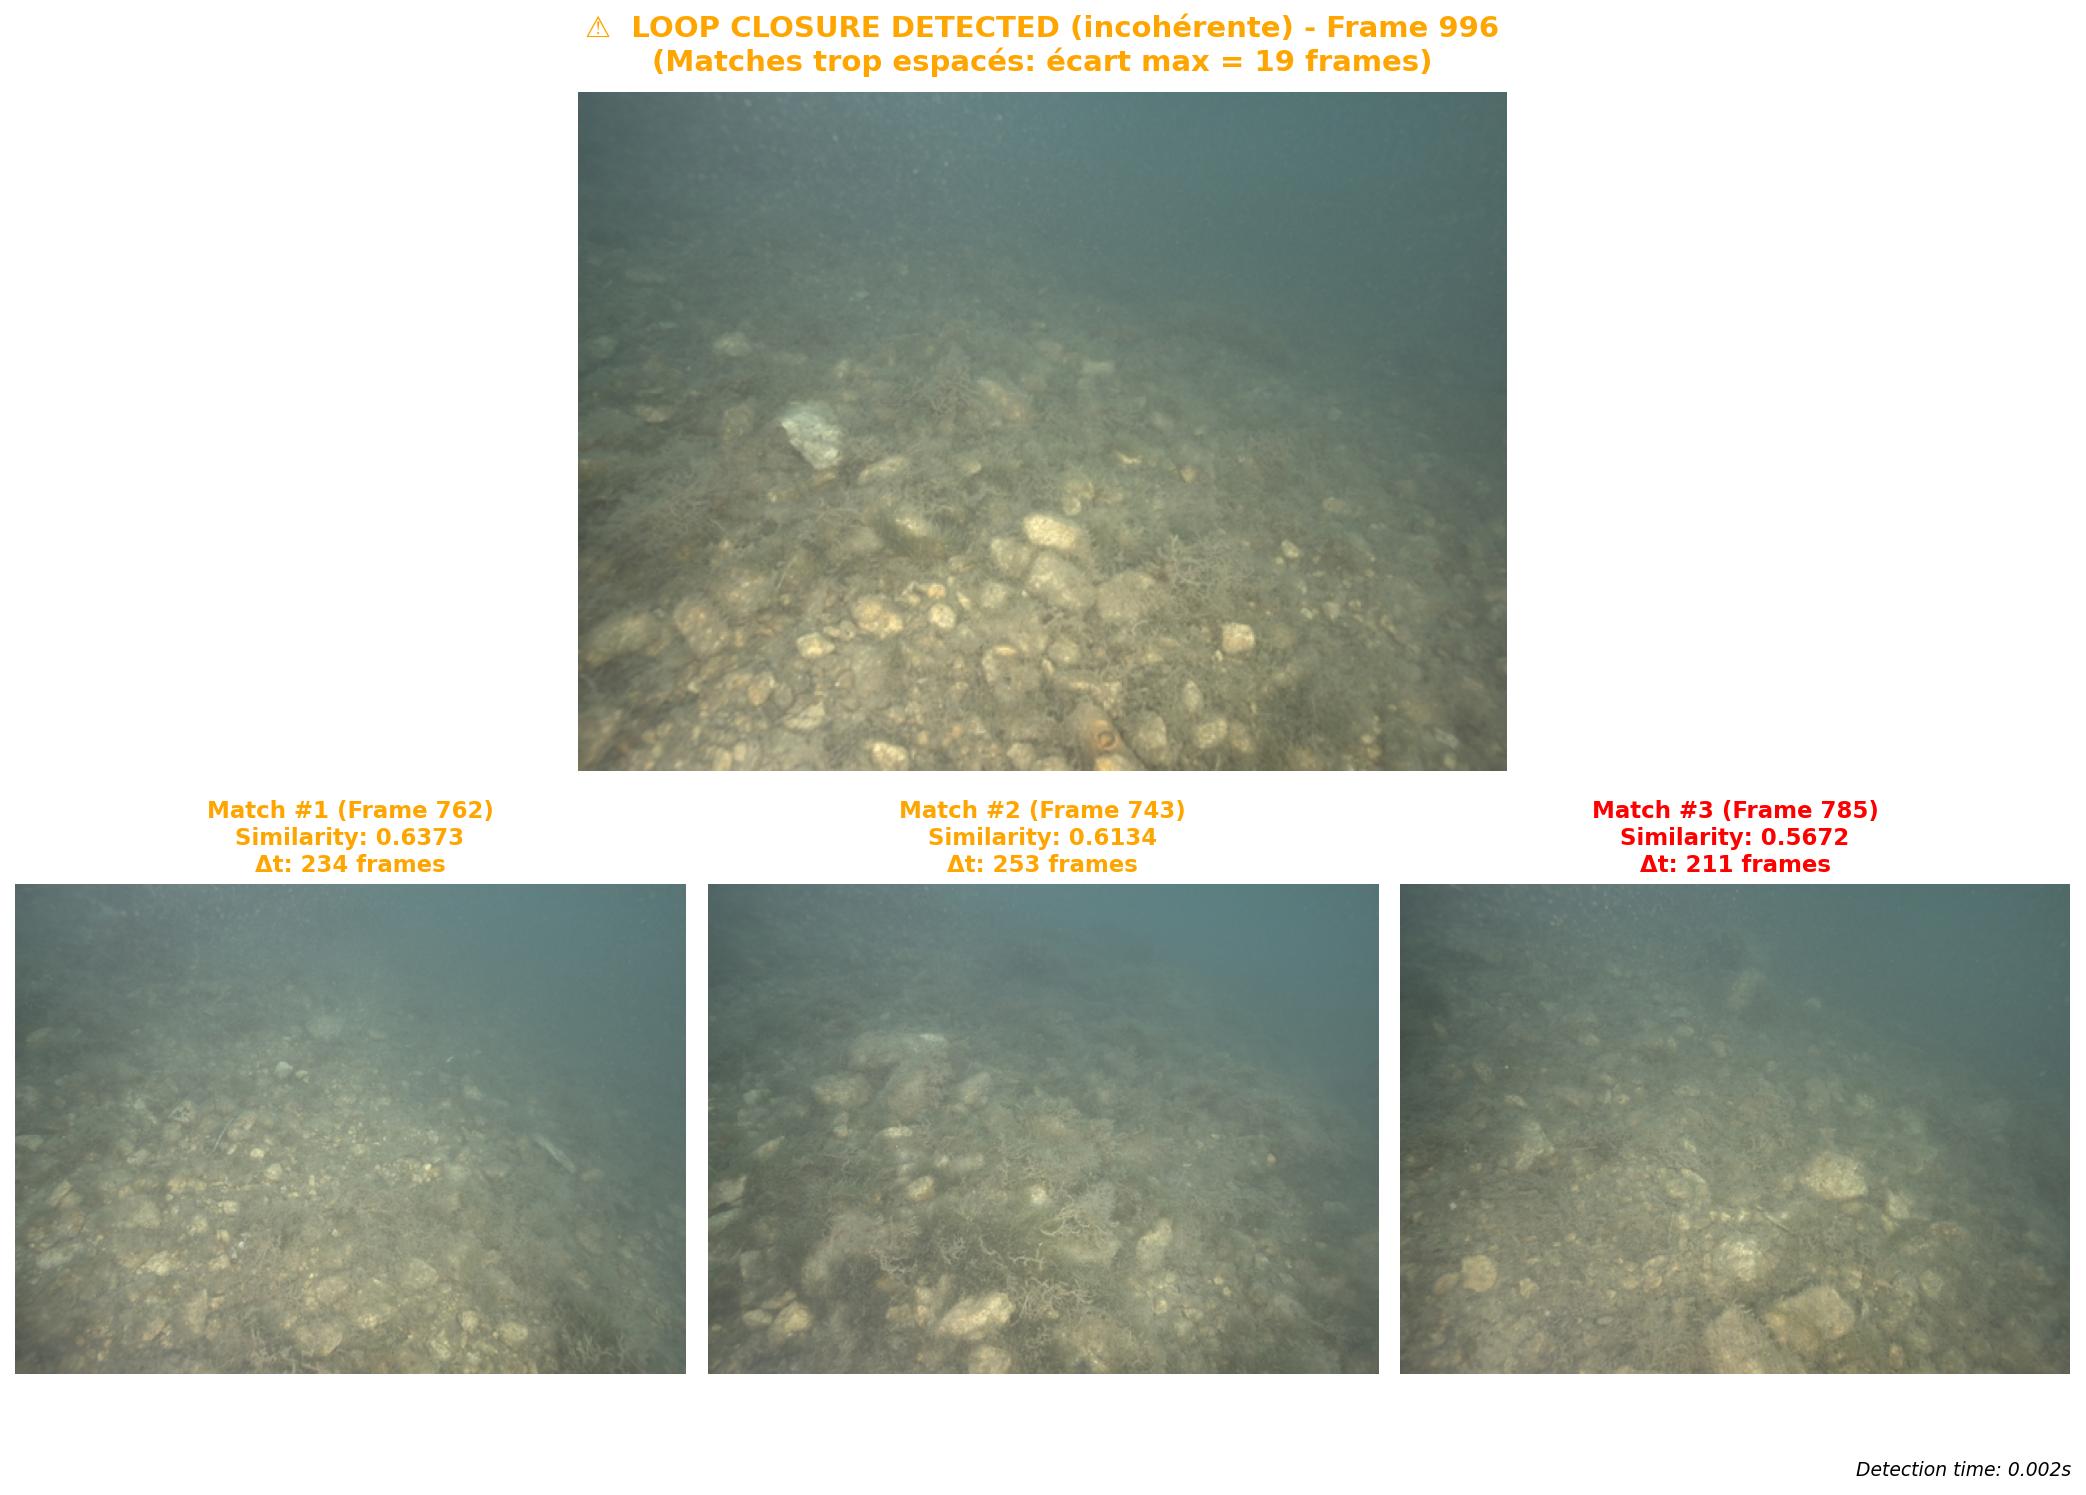 ⚠ LOOP CLOSURE DETECTED (incohérente) - Frame 996
(Matches trop espacés: écart max = 19 frames)
Match #1 (Frame 762)
Similarity: 0.6373
Δt: 234 frames
Match #2 (Frame 743)
Similarity: 0.6134
Δt: 253 frames
Match #3 (Frame 785)
Similarity: 0.5672
Δt: 211 frames
Detection time: 0.002s